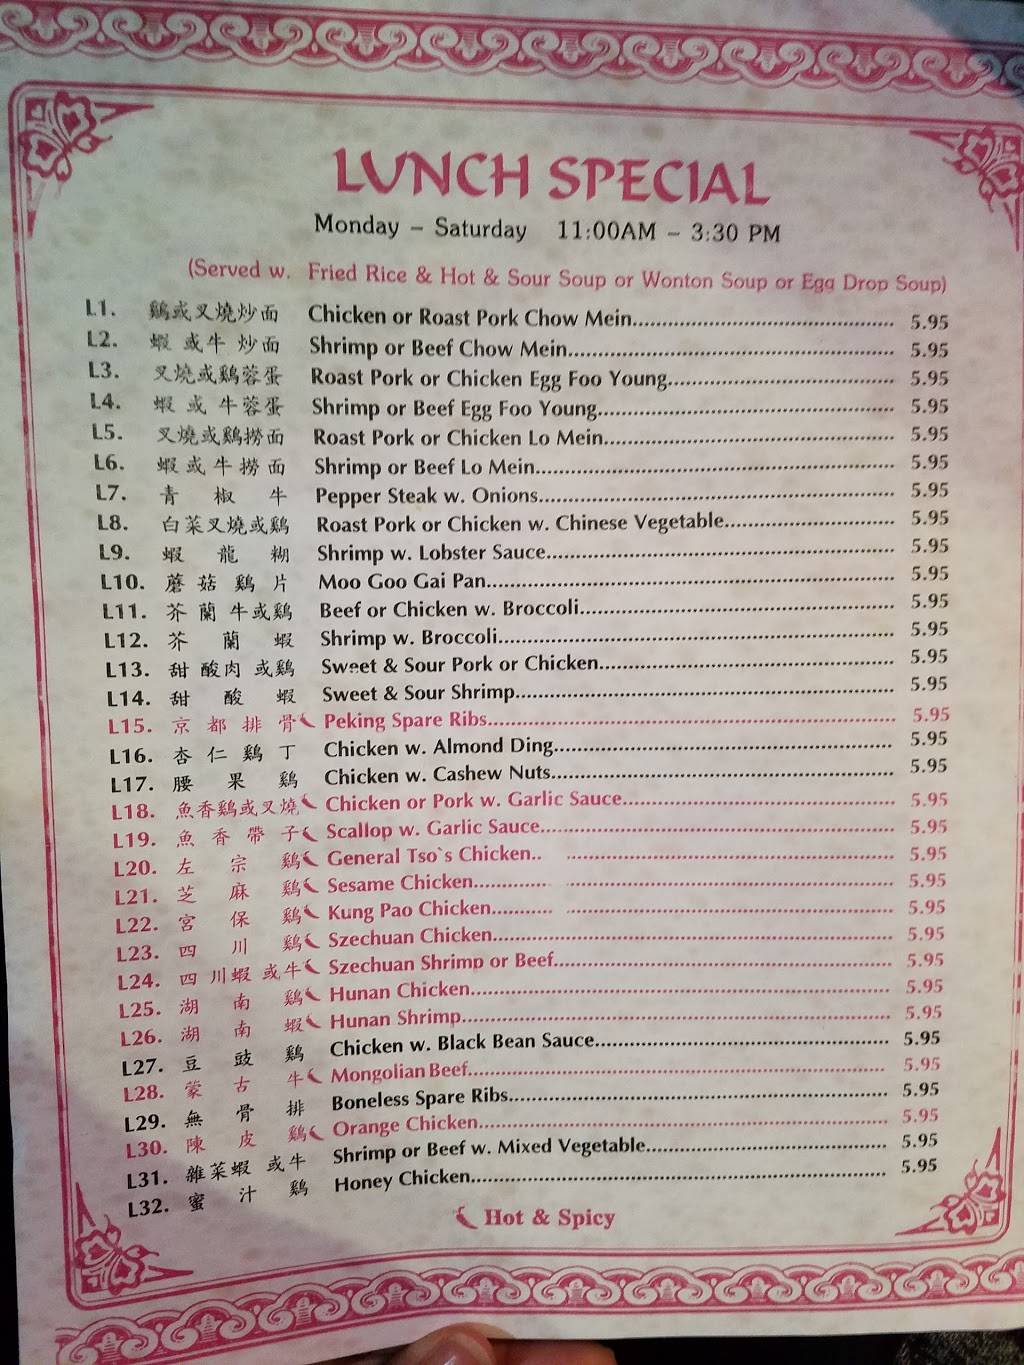 LUNCH SPECIAL
Monday – Saturday 11:00AM – 3:30 PM
(Served w. Fried Rice & Hot & Sour Soup or Wonton Soup or Egg Drop Soup)
L1. 鷄或叉燒炒面 Chicken or Roast Pork Chow Mein 5.95
L2. 蝦或牛炒面 Shrimp or Beef Chow Mein 5.95
L3. 叉燒或鷄蓉蛋 Roast Pork or Chicken Egg Foo Young 5.95
L4. 蝦或牛蓉蛋 Shrimp or Beef Egg Foo Young 5.95
L5. 叉燒或鷄撈面 Roast Pork or Chicken Lo Mein 5.95
L6. 蝦或牛撈面 Shrimp or Beef Lo Mein 5.95
L7. 青椒牛 Pepper Steak w. Onions 5.95
L8. 白菜叉燒或鷄 Roast Pork or Chicken w. Chinese Vegetable 5.95
L9. 蝦龍糊 Shrimp w. Lobster Sauce 5.95
L10. 蘑菇鷄片 Moo Goo Gai Pan 5.95
L11. 芥蘭牛或鷄 Beef or Chicken w. Broccoli 5.95
L12. 芥蘭蝦 Shrimp w. Broccoli 5.95
L13. 甜酸肉或鷄 Sweet & Sour Pork or Chicken 5.95
L14. 甜酸蝦 Sweet & Sour Shrimp 5.95
L15. 京都排骨 Peking Spare Ribs 5.95
L16. 杏仁鷄丁 Chicken w. Almond Ding 5.95
L17. 腰果鷄 Chicken w. Cashew Nuts 5.95
L18. 魚香鷄或叉燒 Chicken or Pork w. Garlic Sauce 5.95
L19. 魚香帶子 Scallop w. Garlic Sauce 5.95
L20. 左宗鷄 General Tso`s Chicken 5.95
L21. 芝麻鷄 Sesame Chicken 5.95
L22. 宮保鷄 Kung Pao Chicken 5.95
L23. 四川鷄 Szechuan Chicken 5.95
L24. 四川蝦或牛 Szechuan Shrimp or Beef 5.95
L25. 湖南鷄 Hunan Chicken 5.95
L26. 湖南蝦 Hunan Shrimp 5.95
L27. 豆豉鷄 Chicken w. Black Bean Sauce 5.95
L28. 蒙古牛 Mongolian Beef 5.95
L29. 無骨排 Boneless Spare Ribs 5.95
L30. 陳皮鷄 Orange Chicken 5.95
L31. 雜菜蝦或牛 Shrimp or Beef w. Mixed Vegetable 5.95
L32. 蜜汁鷄 Honey Chicken 5.95
Hot & Spicy